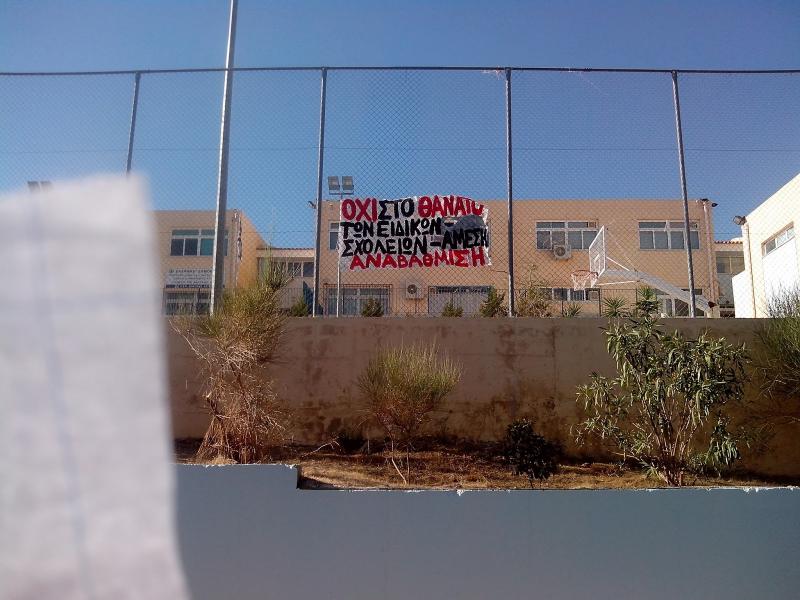 ΟΧΙ ΣΤΟ ΘΑΝΑΤΟ
ΤΩΝ ΕΙΔΙΚΩΝ
ΣΧΟΛΕΙΩΝ - ΑΜΕΣΗ
ΑΝΑΒΑΘΜΙΣΗ